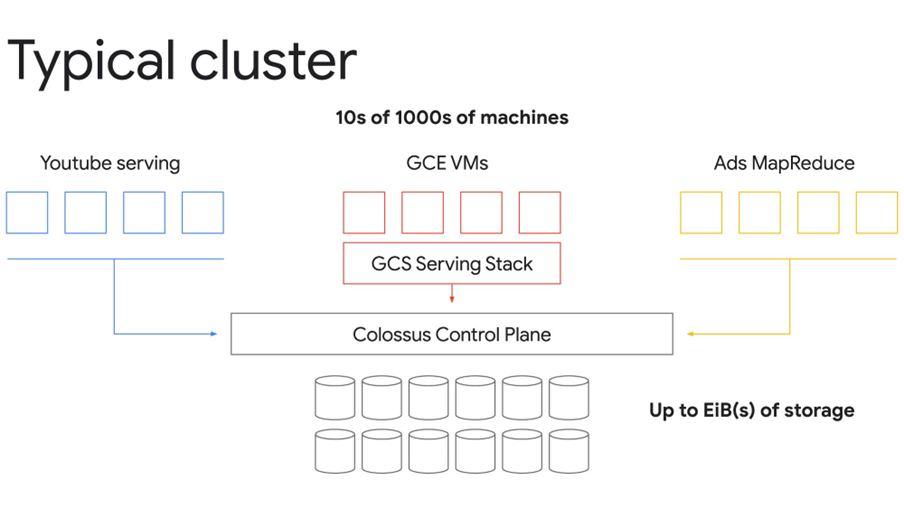 Typical cluster
10s of 1000s of machines
Youtube serving
GCE VMs
Ads MapReduce
GCS Serving Stack
Colossus Control Plane
Up to EiB(s) of storage